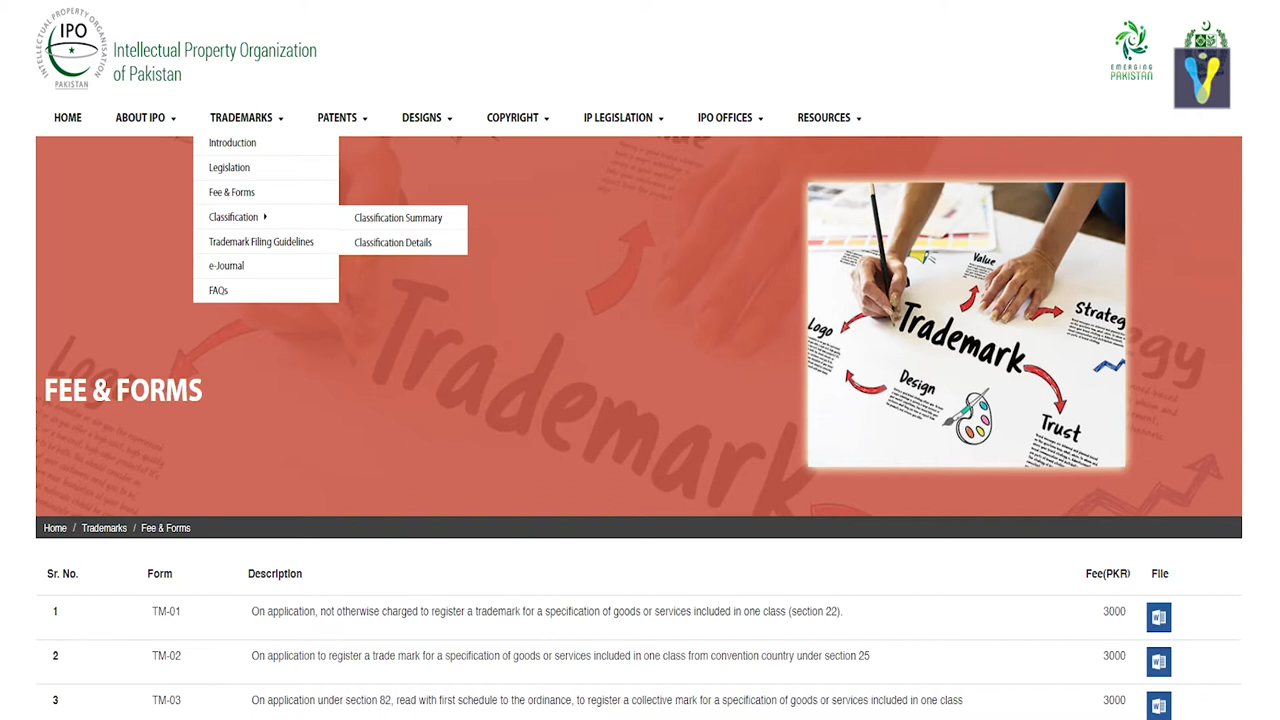 IPO
INTELLECTUAL PROPERTY ORGANISATION
PAKISTAN
Intellectual Property Organization
of Pakistan
EMERGING
PAKISTAN
HOME
ABOUT IPO
TRADEMARKS
PATENTS
DESIGNS
COPYRIGHT
IP LEGISLATION
IPO OFFICES
RESOURCES
Introduction
Legislation
Fee & Forms
Classification
Classification Summary
Classification Details
Trademark Filing Guidelines
e-Journal
FAQs
Value
Strategy
Logo
Trademark
Design
Trust
Trademark
FEE & FORMS
Home / Trademarks / Fee & Forms
Sr. No. Form Description Fee(PKR) File
1 TM-01 On application, not otherwise charged to register a trademark for a specification of goods or services included in one class (section 22). 3000
2 TM-02 On application to register a trade mark for a specification of goods or services included in one class from convention country under section 25 3000
3 TM-03 On application under section 82, read with first schedule to the ordinance, to register a collective mark for a specification of goods or services included in one class 3000